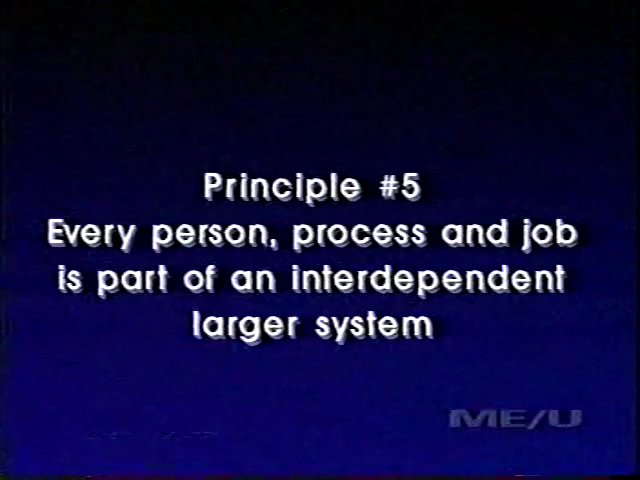 Principle #5
Every person, process and job
is part of an interdependent
larger system
ME/U